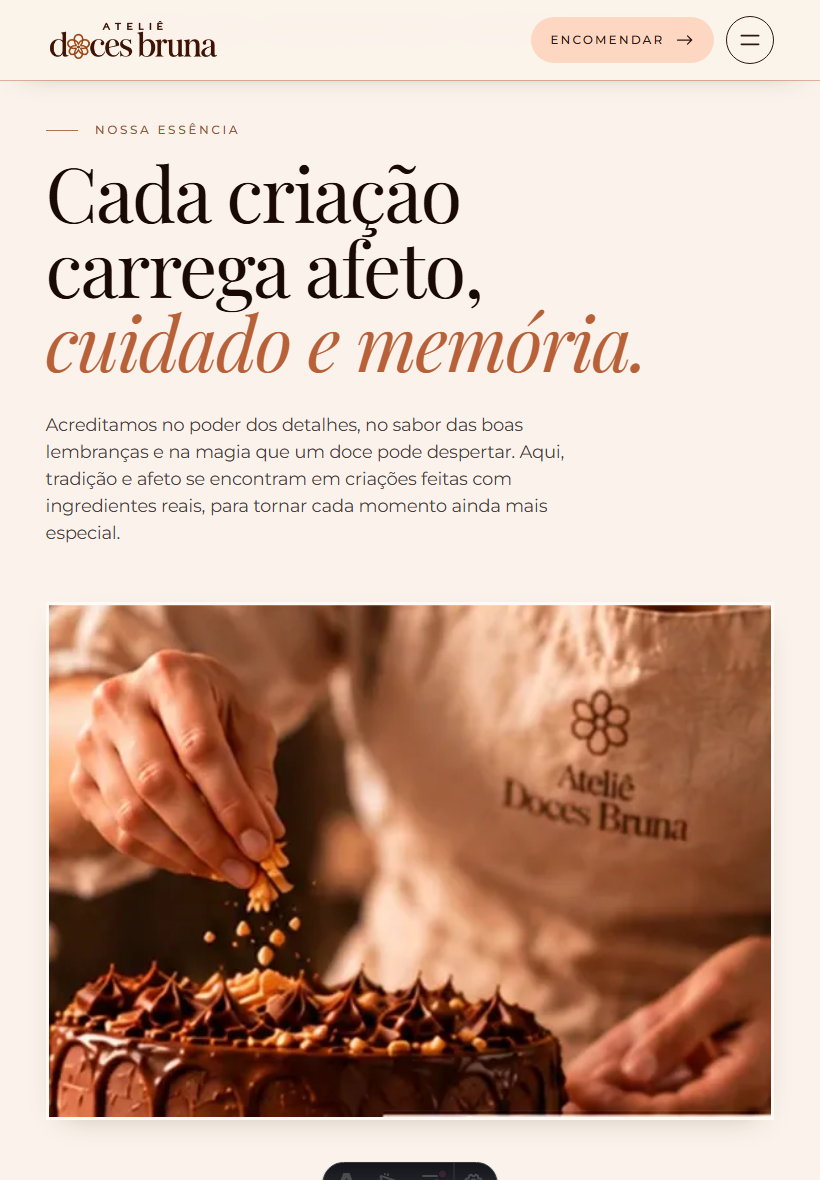 ATELIÊ
doces bruna
ENCOMENDAR
NOSSA ESSÊNCIA
Cada criação
carrega afeto,
cuidado e memória.
Acreditamos no poder dos detalhes, no sabor das boas
lembranças e na magia que um doce pode despertar. Aqui,
tradição e afeto se encontram em criações feitas com
ingredientes reais, para tornar cada momento ainda mais
especial.
Ateliê
Doces Bruna